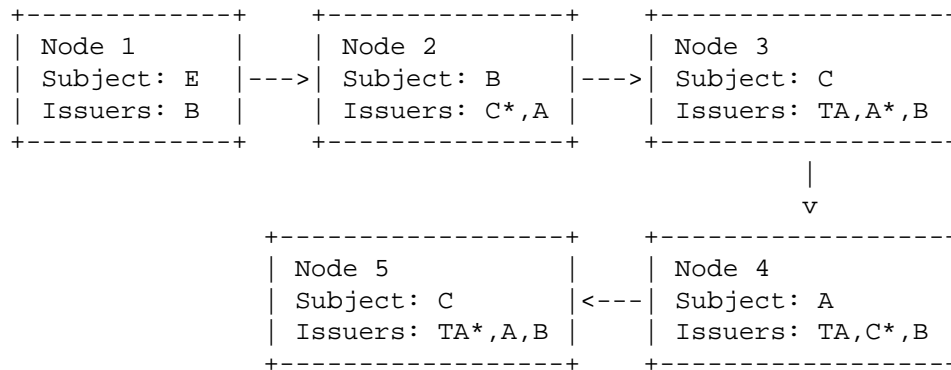 Node 1
Subject: E
Issuers: B
Node 2
Subject: B
Issuers: C*,A
Node 3
Subject: C
Issuers: TA,A*,B
Node 4
Subject: A
Issuers: TA,C*,B
Node 5
Subject: C
Issuers: TA*,A,B